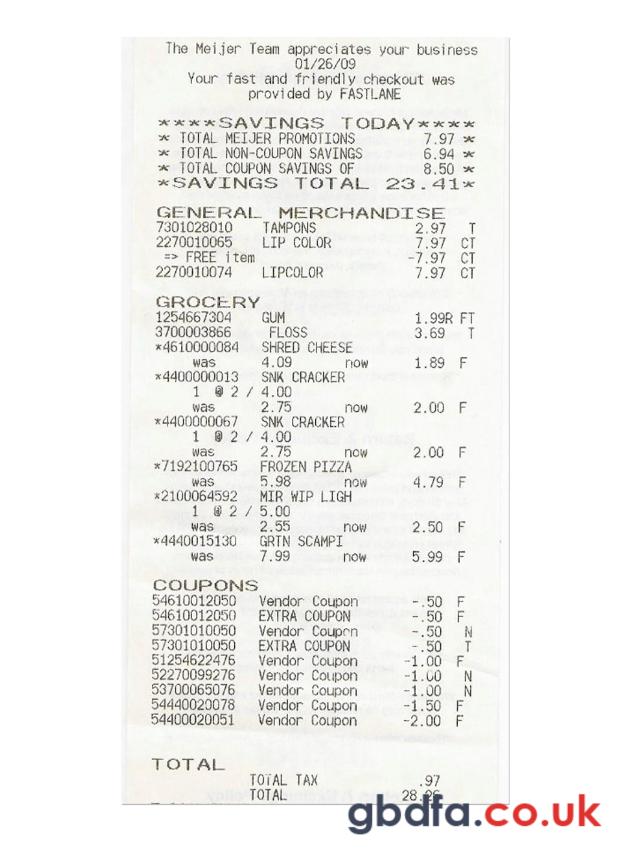 The Meijer Team appreciates your business
01/26/09
Your fast and friendly checkout was
provided by FASTLANE
****SAVINGS TODAY****
* TOTAL MEIJER PROMOTIONS 7.97 *
* TOTAL NON-COUPON SAVINGS 6.94 *
* TOTAL COUPON SAVINGS OF 8.50 *
*SAVINGS TOTAL 23.41*
GENERAL MERCHANDISE
7301028010 TAMPONS 2.97 T
2270010065 LIP COLOR 7.97 CT
=> FREE item -7.97 CT
2270010074 LIPCOLOR 7.97 CT
GROCERY
1254667304 GUM 1.99R FT
3700003866 FLOSS 3.69 T
*4610000084 SHRED CHEESE
was 4.09 now 1.89 F
*4400000013 SNK CRACKER
1 @ 2 / 4.00
was 2.75 now 2.00 F
*4400000067 SNK CRACKER
1 @ 2 / 4.00
was 2.75 now 2.00 F
*7192100765 FROZEN PIZZA
was 5.98 now 4.79 F
*2100064592 MIR WIP LIGH
1 @ 2 / 5.00
was 2.55 now 2.50 F
*4440015130 GRTN SCAMPI
was 7.99 now 5.99 F
COUPONS
54610012050 Vendor Coupon -.50 F
54610012050 EXTRA COUPON -.50 F
57301010050 Vendor Coupon -.50 N
57301010050 EXTRA COUPON -.50 T
51254622476 Vendor Coupon -1.00 F
52270099276 Vendor Coupon -1.00 N
53700065076 Vendor Coupon -1.00 N
54440020078 Vendor Coupon -1.50 F
54400020051 Vendor Coupon -2.00 F
TOTAL
TOTAL TAX .97
TOTAL 28.26
gbdfa.co.uk